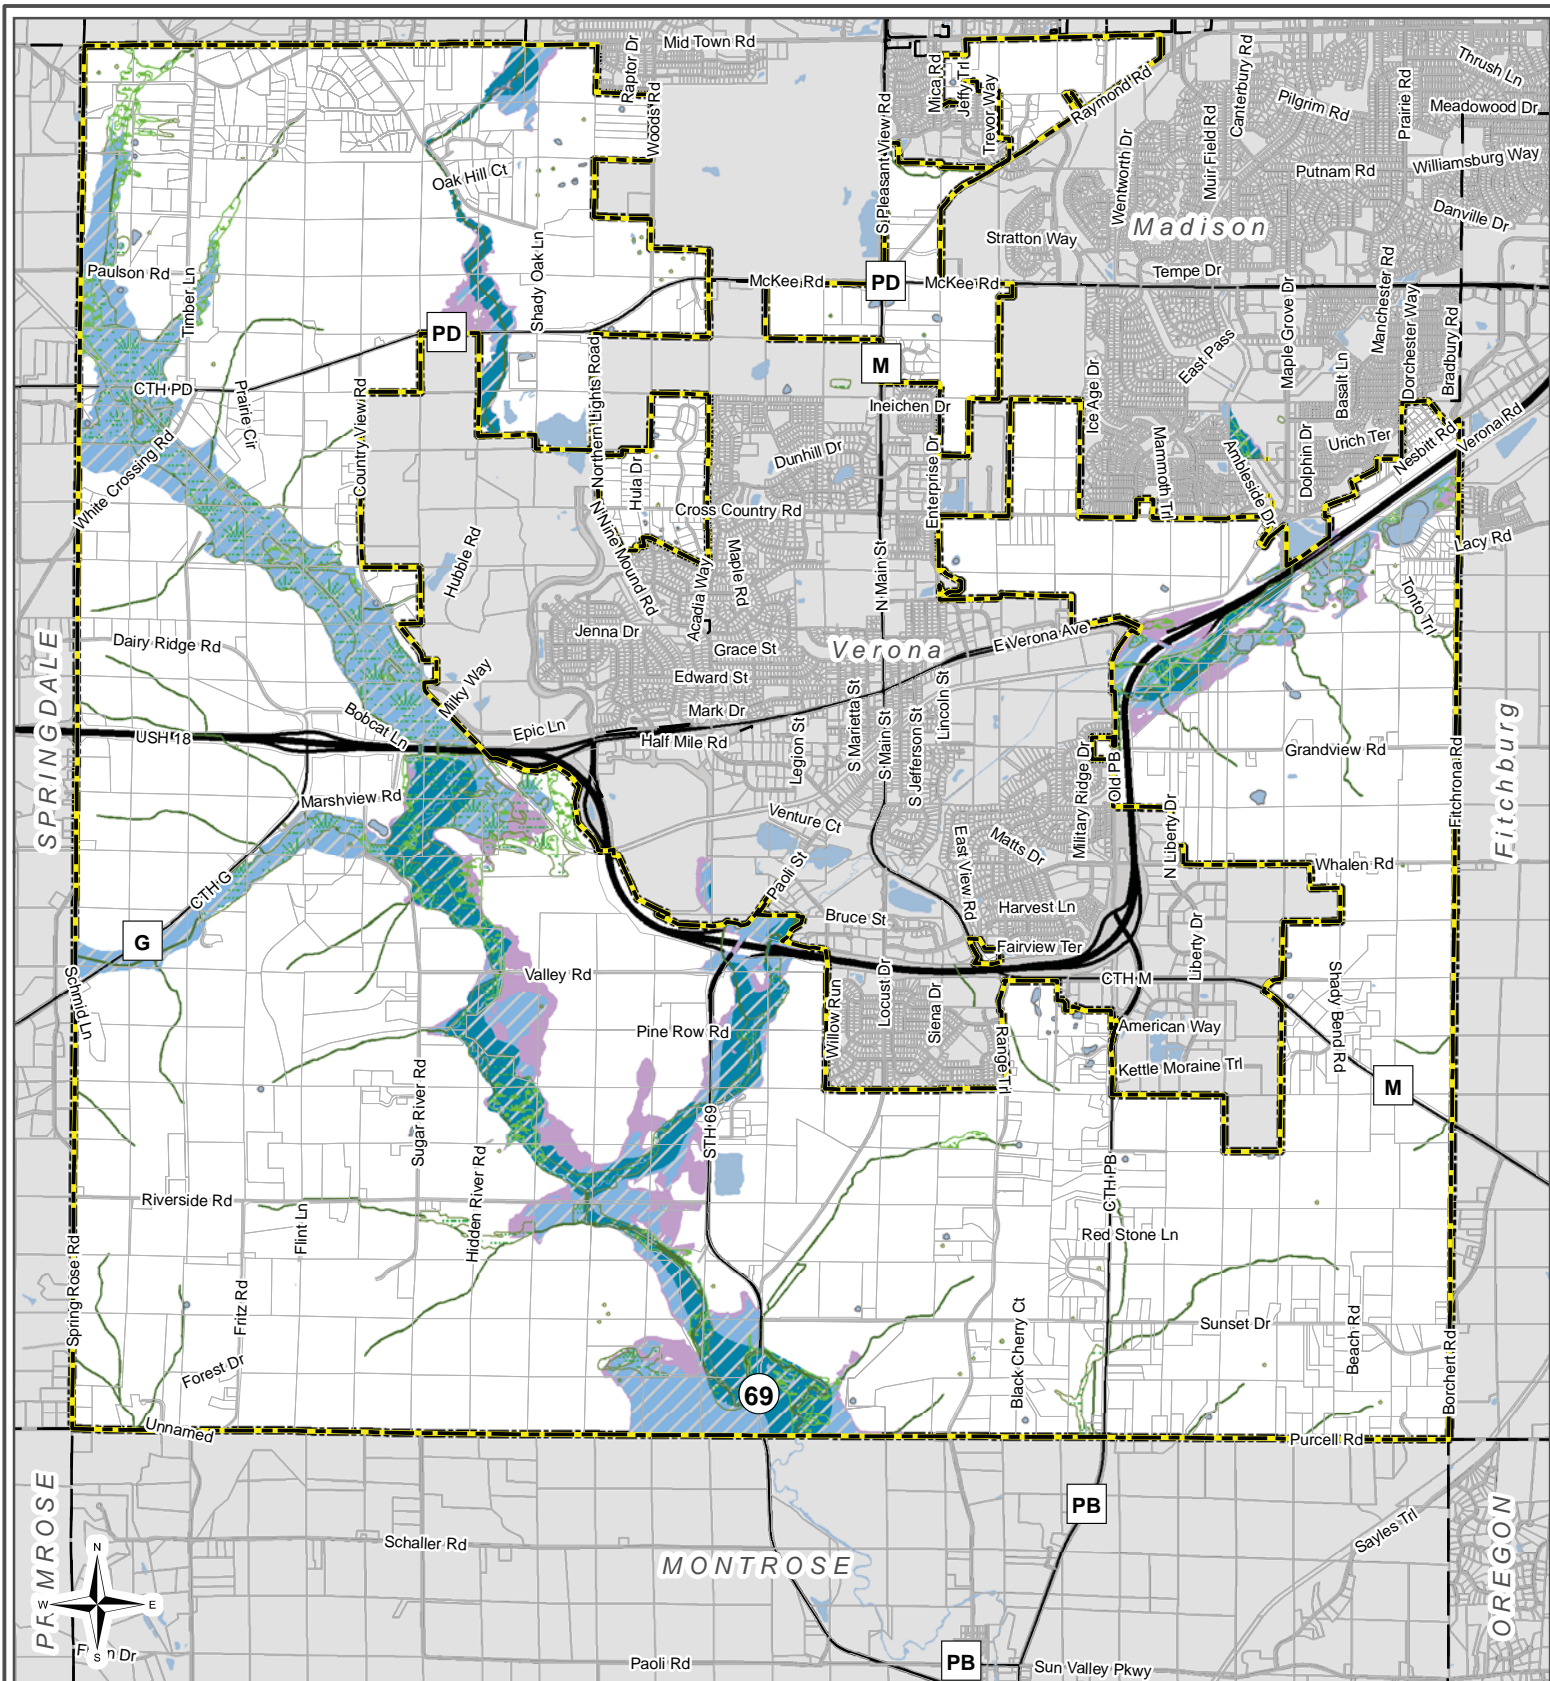 Mid Town Rd
Raptor Dr
Woods Rd
Mica Rd
Jeffy Trl
Trevor Way
Raymond Rd
S Pleasant View Rd
Canterbury Rd
Pilgrim Rd
Prairie Rd
Thrush Ln
Meadowood Dr
Muir Field Rd
Wentworth Dr
Putnam Rd
Williamsburg Way
Danville Dr
Oak Hill Ct
Madison
Stratton Way
Tempe Dr
Manchester Rd
Paulson Rd
Timber Ln
Shady Oak Ln
McKee Rd
PD
McKee Rd
PD
Maple Grove Dr
Dorchester Way
Bradbury Rd
M
East Pass
Basalt Ln
CTH PD
Prairie Cir
Country View Rd
Northern Lights Road
Ineichen Dr
Ice Age Dr
White Crossing Rd
Hula Dr
Dunhill Dr
Enterprise Dr
Mammoth Trl
Ambleside Dr
Dolphin Dr
Urich Ter
Nesbitt Rd
Verona Rd
Cross Country Rd
N Nine Mound Rd
Hubble Rd
Acadia Way
Maple Rd
N Main St
Lacy Rd
Tonto Trl
SPRINGDALE
Dairy Ridge Rd
Jenna Dr
Grace St
Verona
E Verona Ave
Edward St
Milky Way
Mark Dr
Bobcat Ln
Epic Ln
Half Mile Rd
USH 18
Legion St
S Marietta St
S Main St
S Jefferson St
Lincoln St
Military Ridge Dr
Old PB
Grandview Rd
Fitchrona Rd
Fitchburg
Marshview Rd
Venture Ct
Matts Dr
East View Rd
N Liberty Dr
Whalen Rd
CTH G
Paoli St
Bruce St
Harvest Ln
Fairview Ter
Liberty Dr
G
Schmid Ln
Valley Rd
CTH M
Willow Run
Locust Dr
Siena Dr
Range Trl
Shady Bend Rd
Pine Row Rd
American Way
Kettle Moraine Trl
M
Sugar River Rd
STH 69
CTH PB
Riverside Rd
Flint Ln
Hidden River Rd
Red Stone Ln
Spring Rose Rd
Fritz Rd
Forest Dr
Black Cherry Ct
Sunset Dr
Beach Rd
Borchert Rd
69
Unnamed
Purcell Rd
PRIMROSE
PB
Schaller Rd
MONTROSE
Sayles Trl
OREGON
N
W
E
S
Paoli Rd
PB
Sun Valley Pkwy